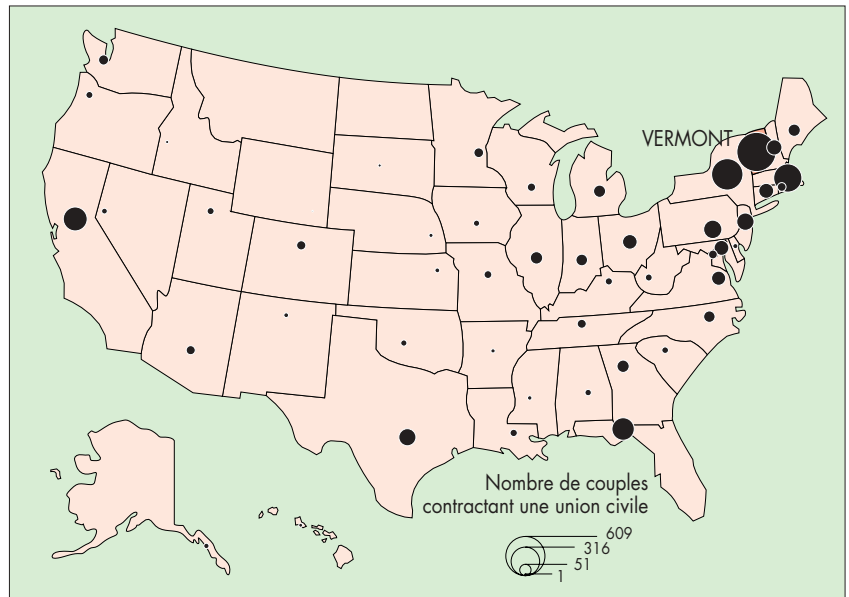 VERMONT
Nombre de couples
contractant une union civile
609
316
51
1